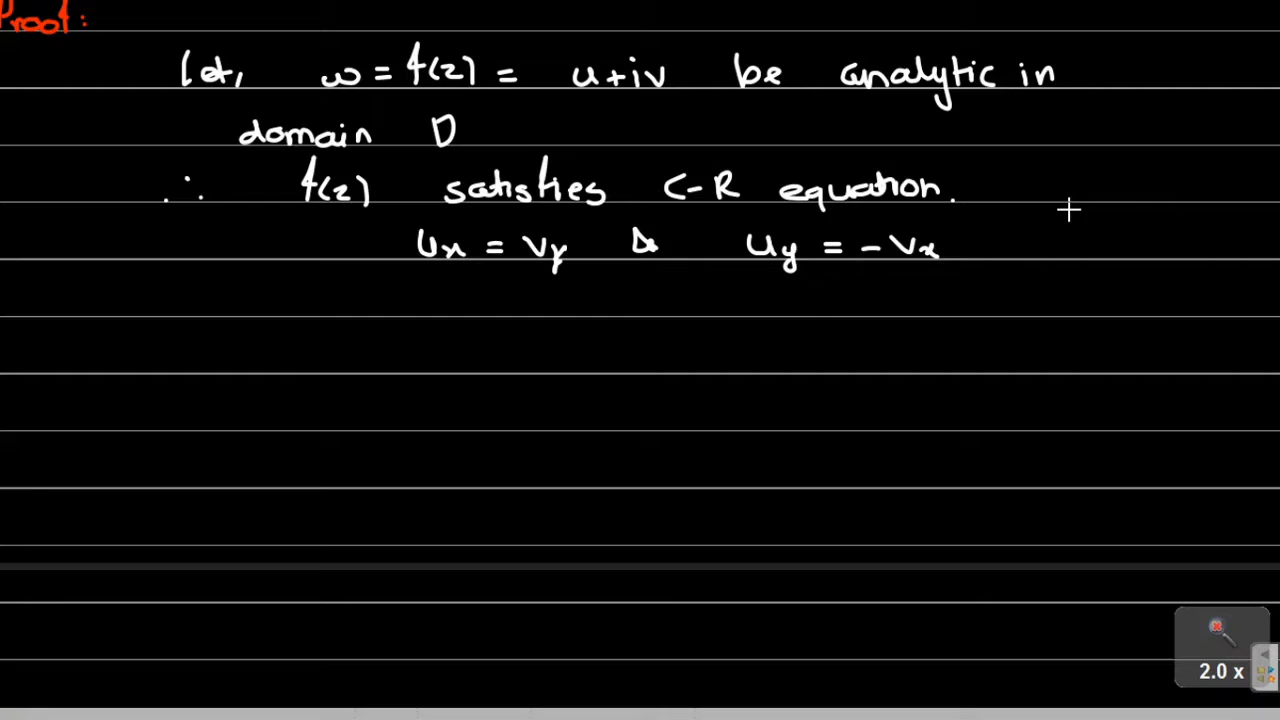 Proof:
Let, w = f(z) = u+iv be analytic in
domain D
∴ f(z) satisfies C-R equation.
Ux = Vy & Uy = -Vx
2.0 x